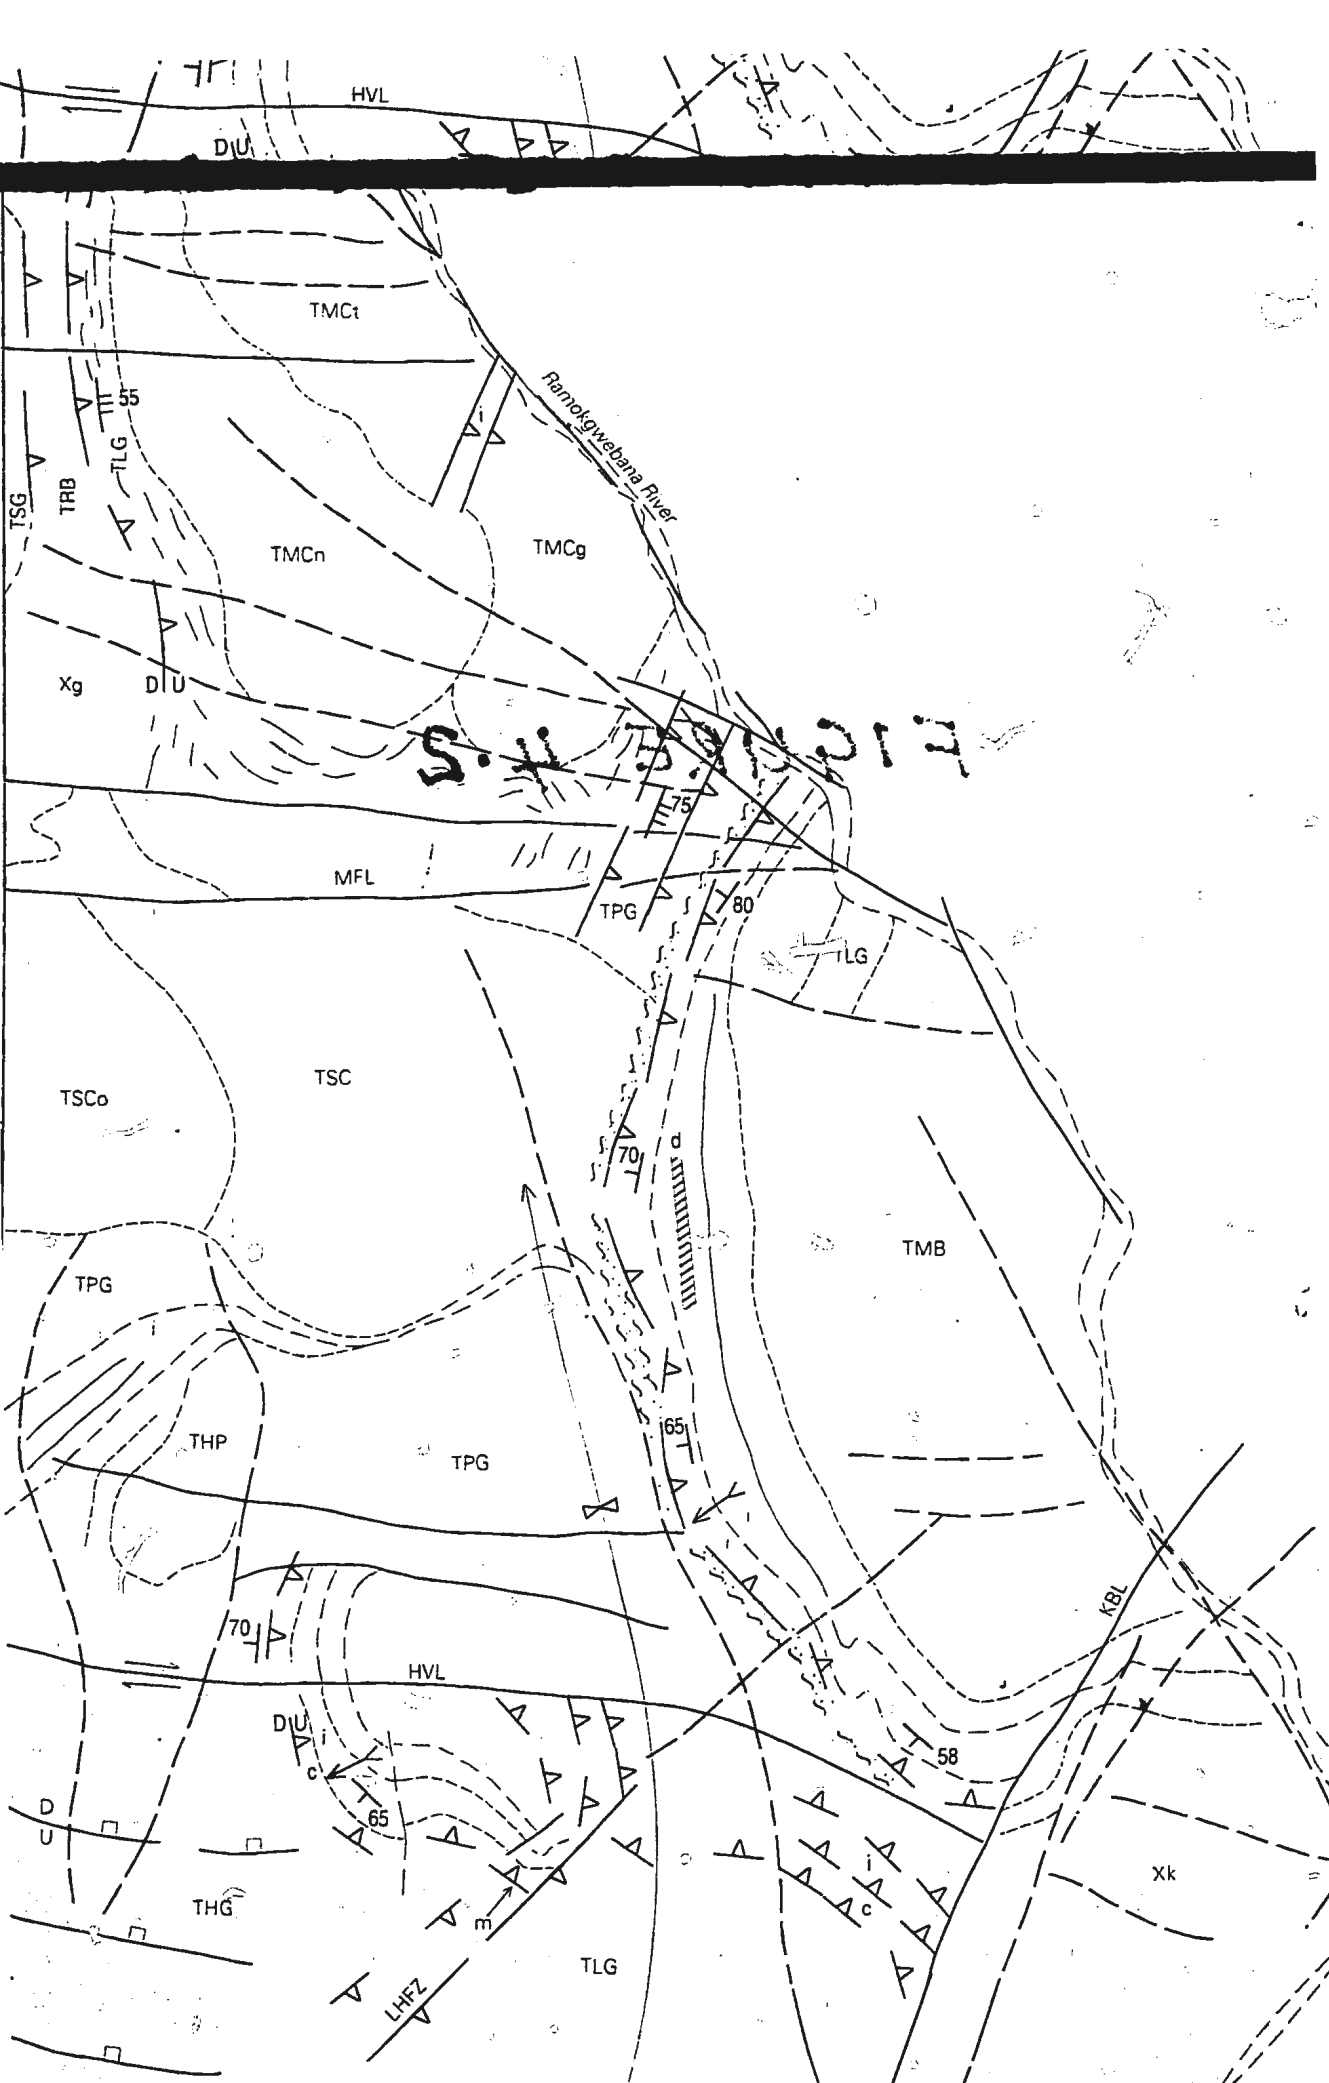 HVL
D U
TMCt
55
TLG
TSG
TRB
Ramokgwebana River
TMCn
TMCg
Xg
D U
FIGURE 4.5
75
MFL
TPG
80
TLG
TSC
TSCo
70
d
TMB
TPG
65
THP
TPG
KBL
70
HVL
D U
i
c
58
65
D
U
i
c
Xk
THG
m
TLG
LHFZ